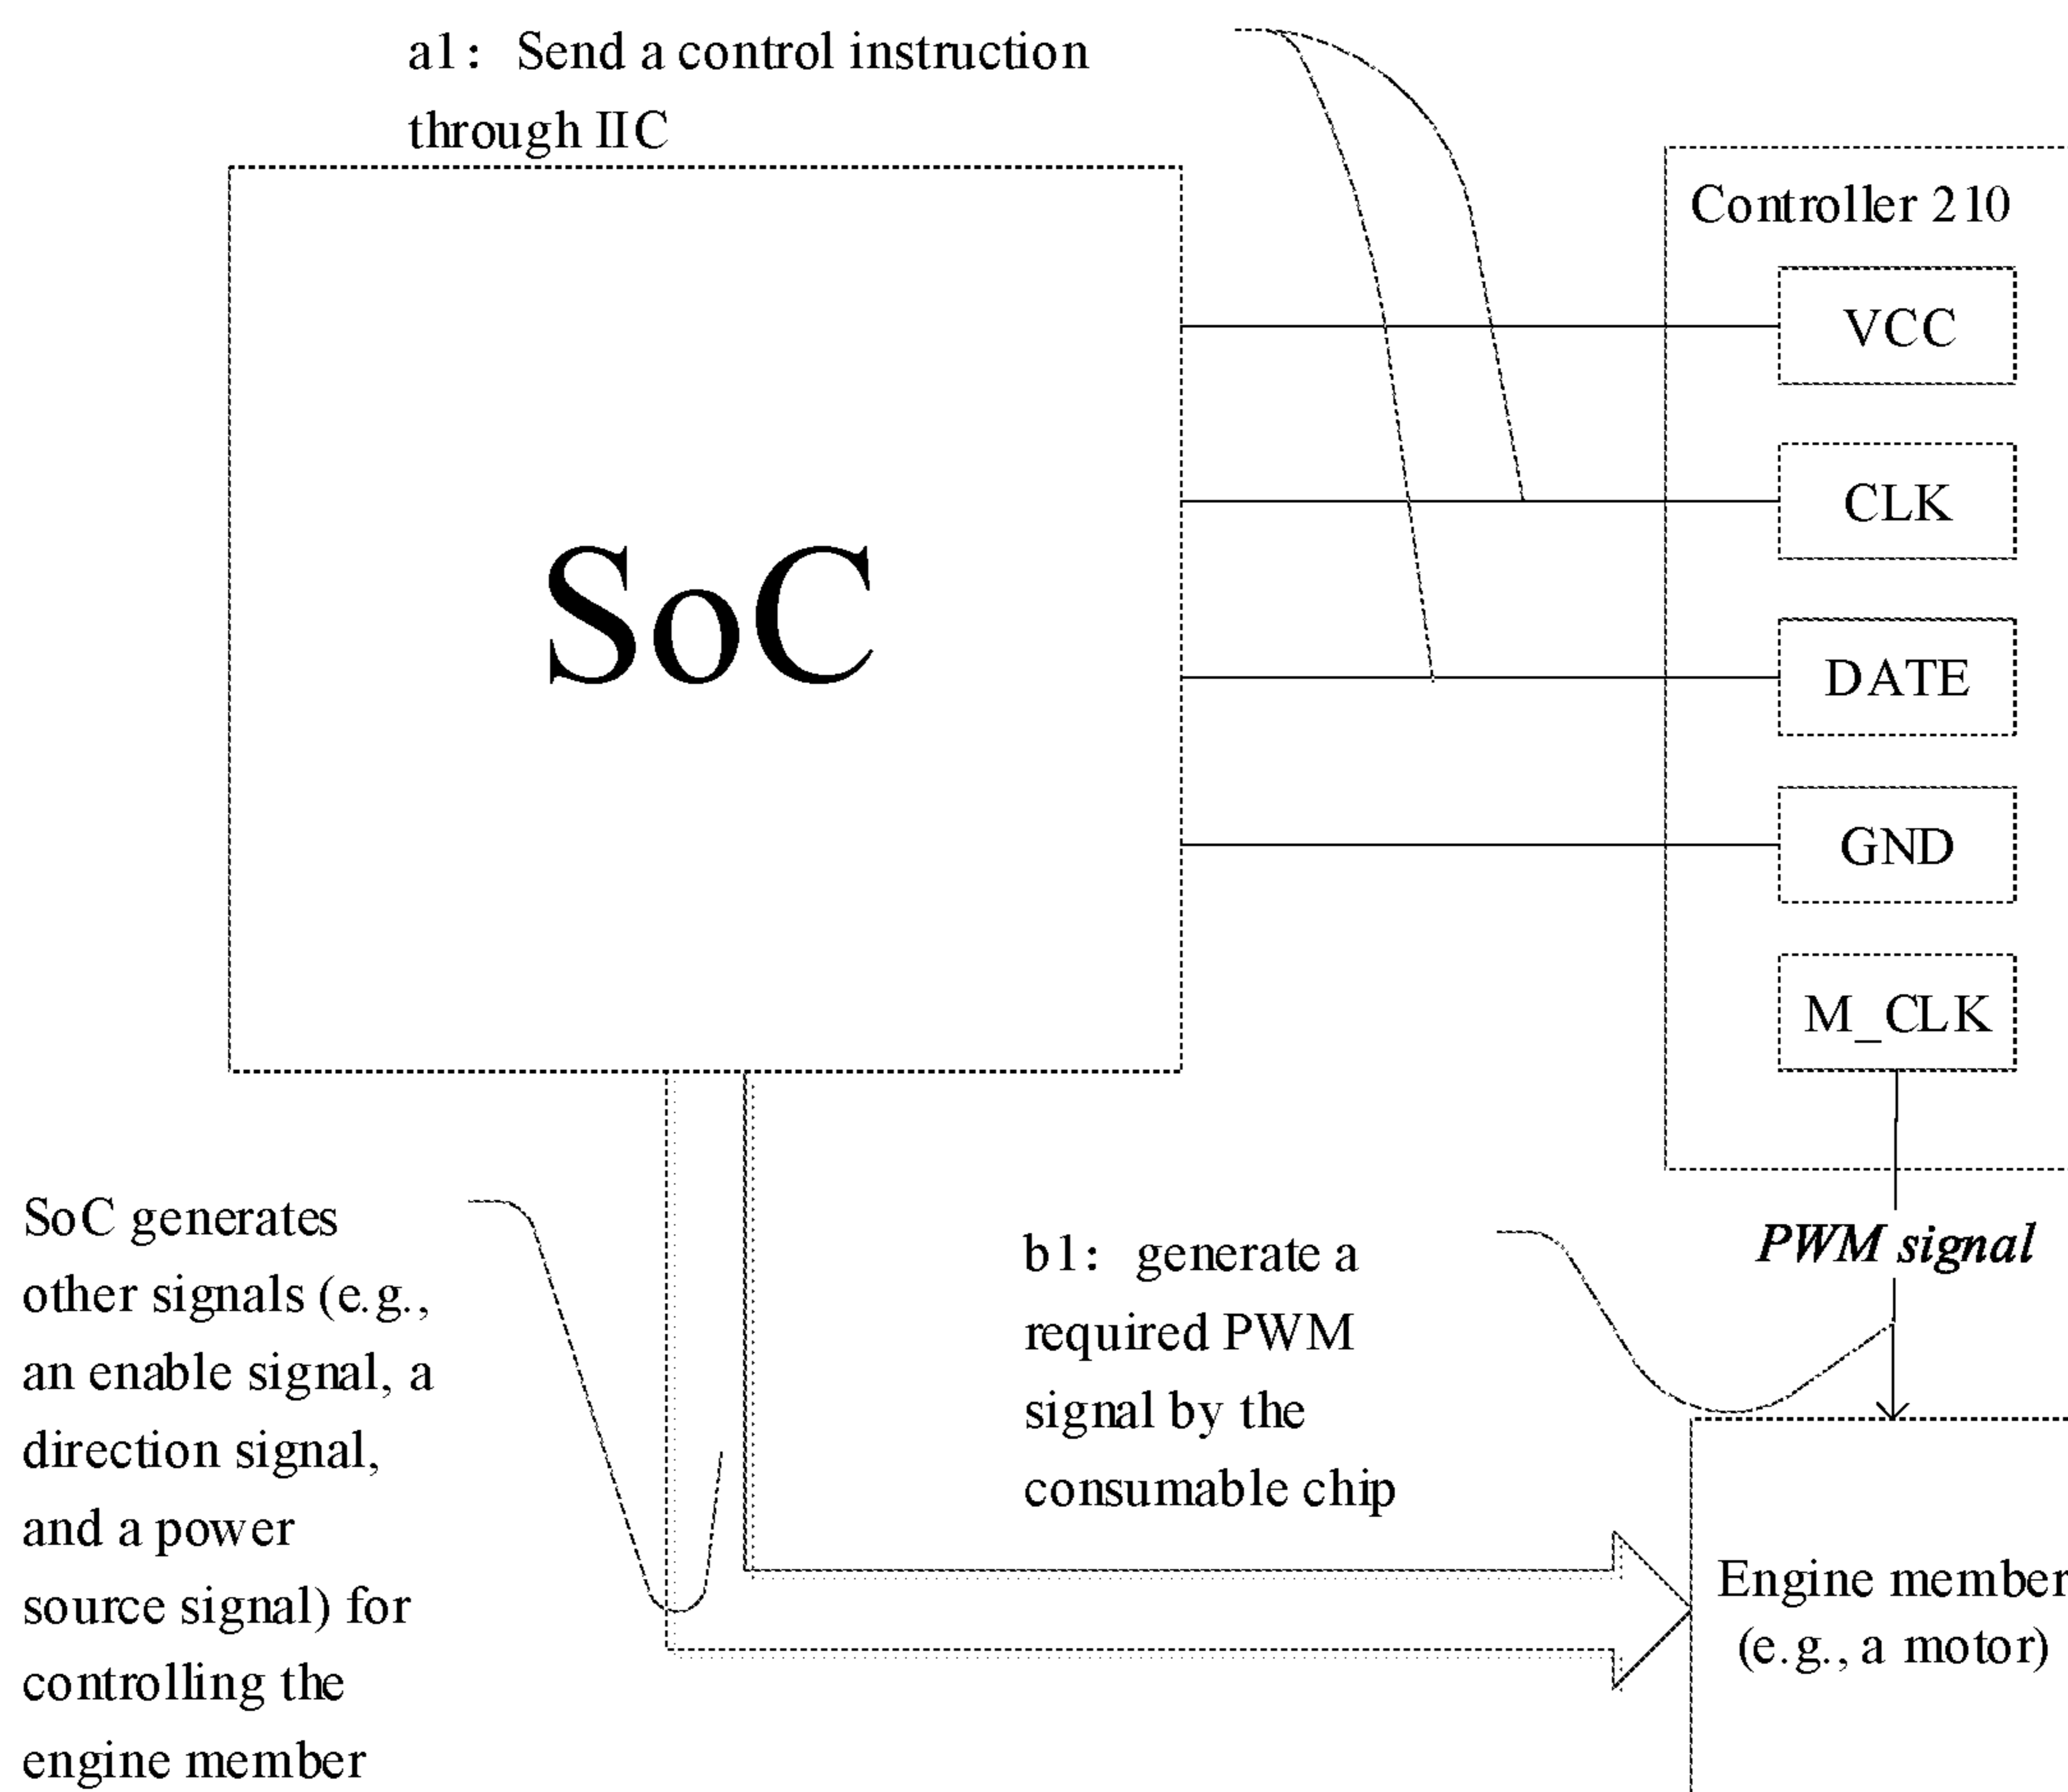 a1: Send a control instruction
through IIC
Controller 210
VCC
CLK
SoC
DATE
GND
M_CLK
PWM signal
SoC generates
other signals (e.g.,
an enable signal, a
direction signal,
and a power
source signal) for
controlling the
engine member
b1: generate a
required PWM
signal by the
consumable chip
Engine member
(e.g., a motor)